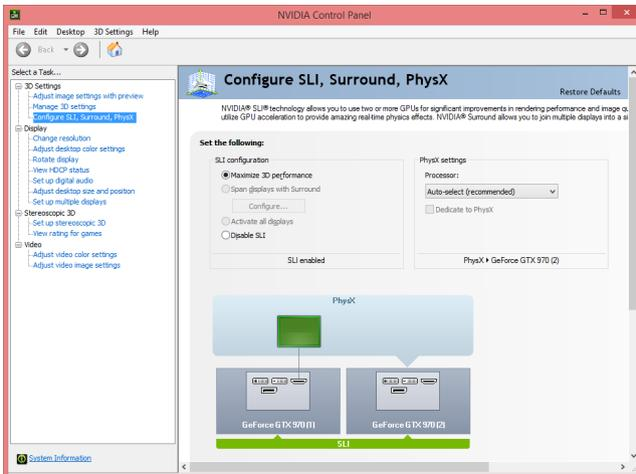 NVIDIA Control Panel
File Edit Desktop 3D Settings Help
Back
Select a Task...
3D Settings
Adjust image settings with preview
Manage 3D settings
Configure SLI, Surround, PhysX
Display
Change resolution
Adjust desktop color settings
Rotate display
View HDCP status
Set up digital audio
Adjust desktop size and position
Set up multiple displays
Stereoscopic 3D
Set up stereoscopic 3D
View rating for games
Video
Adjust video color settings
Adjust video image settings
System Information
Configure SLI, Surround, PhysX
Restore Defaults
NVIDIA® SLI® technology allows you to use two or more GPUs for significant improvements in rendering performance and image qu
utilize GPU acceleration to provide amazing real-time physics effects. NVIDIA® Surround allows you to join multiple displays into a si
Set the following:
SLI configuration
Maximize 3D performance
Span displays with Surround
Configure...
Activate all displays
Disable SLI
SLI enabled
PhysX settings
Processor:
Auto-select (recommended)
Dedicate to PhysX
PhysX ▸ GeForce GTX 970 (2)
PhysX
GeForce GTX 970 (1)
GeForce GTX 970 (2)
SLI